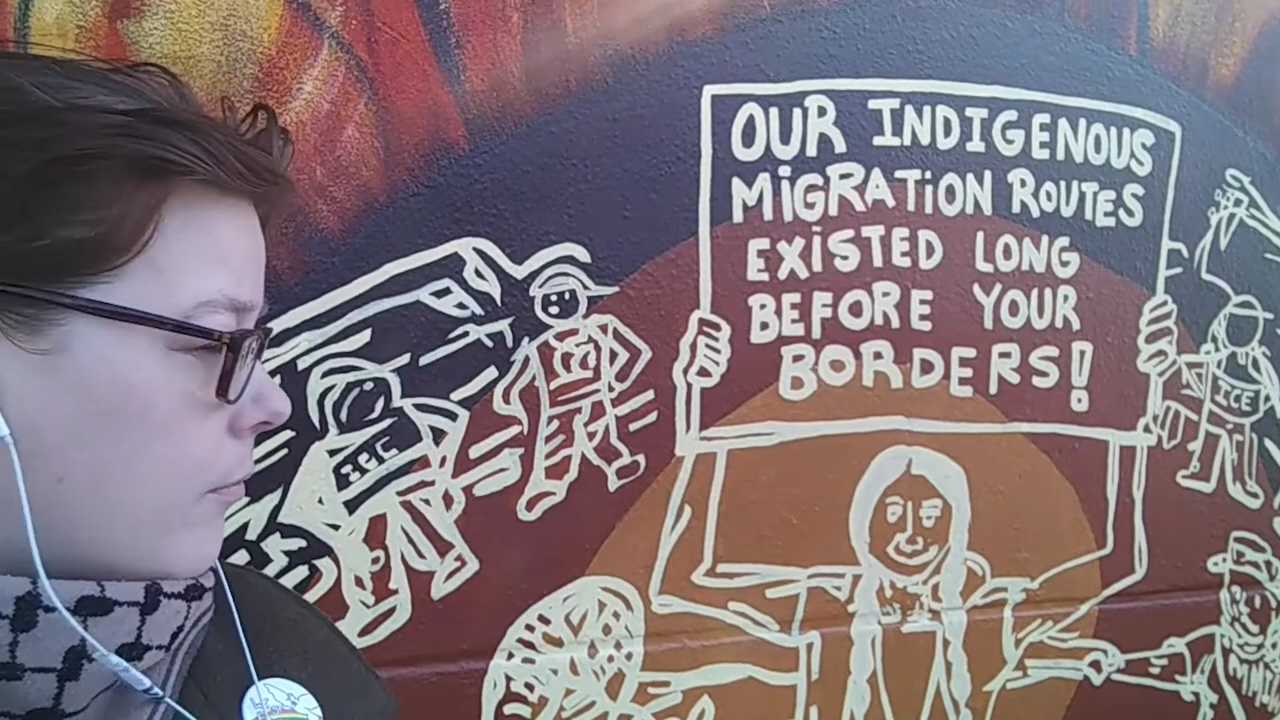 OUR INDIGENOUS
MiGRATiON ROUTES
EXiSTED LONG
BEFORE YOUR
BORDERS!
ICE
ICE